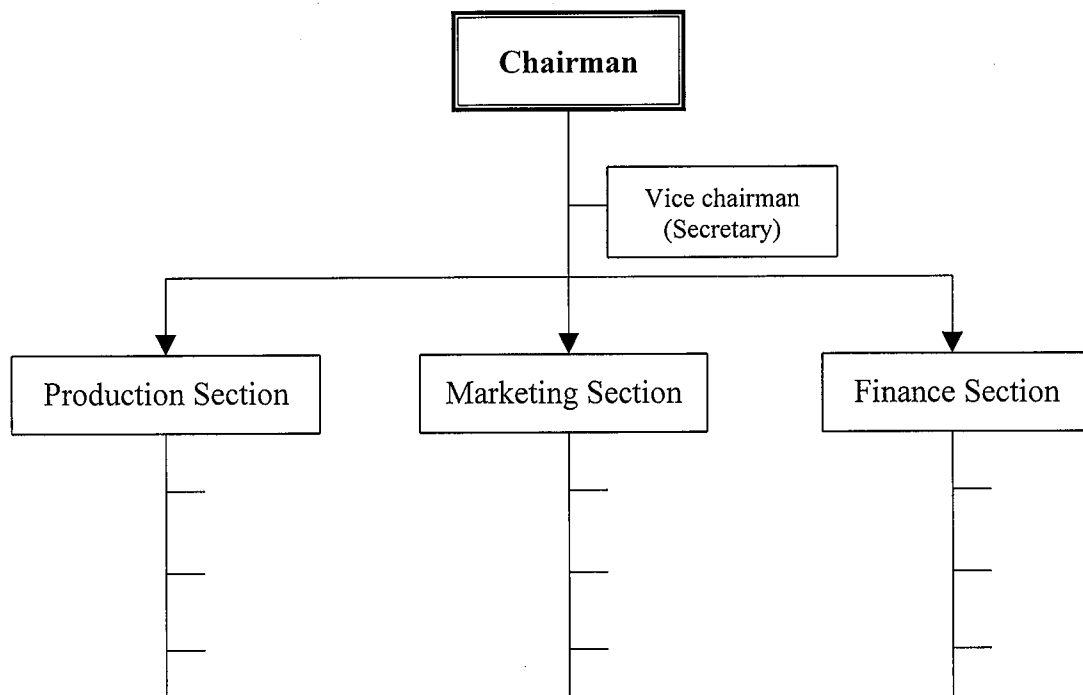 Chairman
Vice chairman
(Secretary)
Production Section
Marketing Section
Finance Section